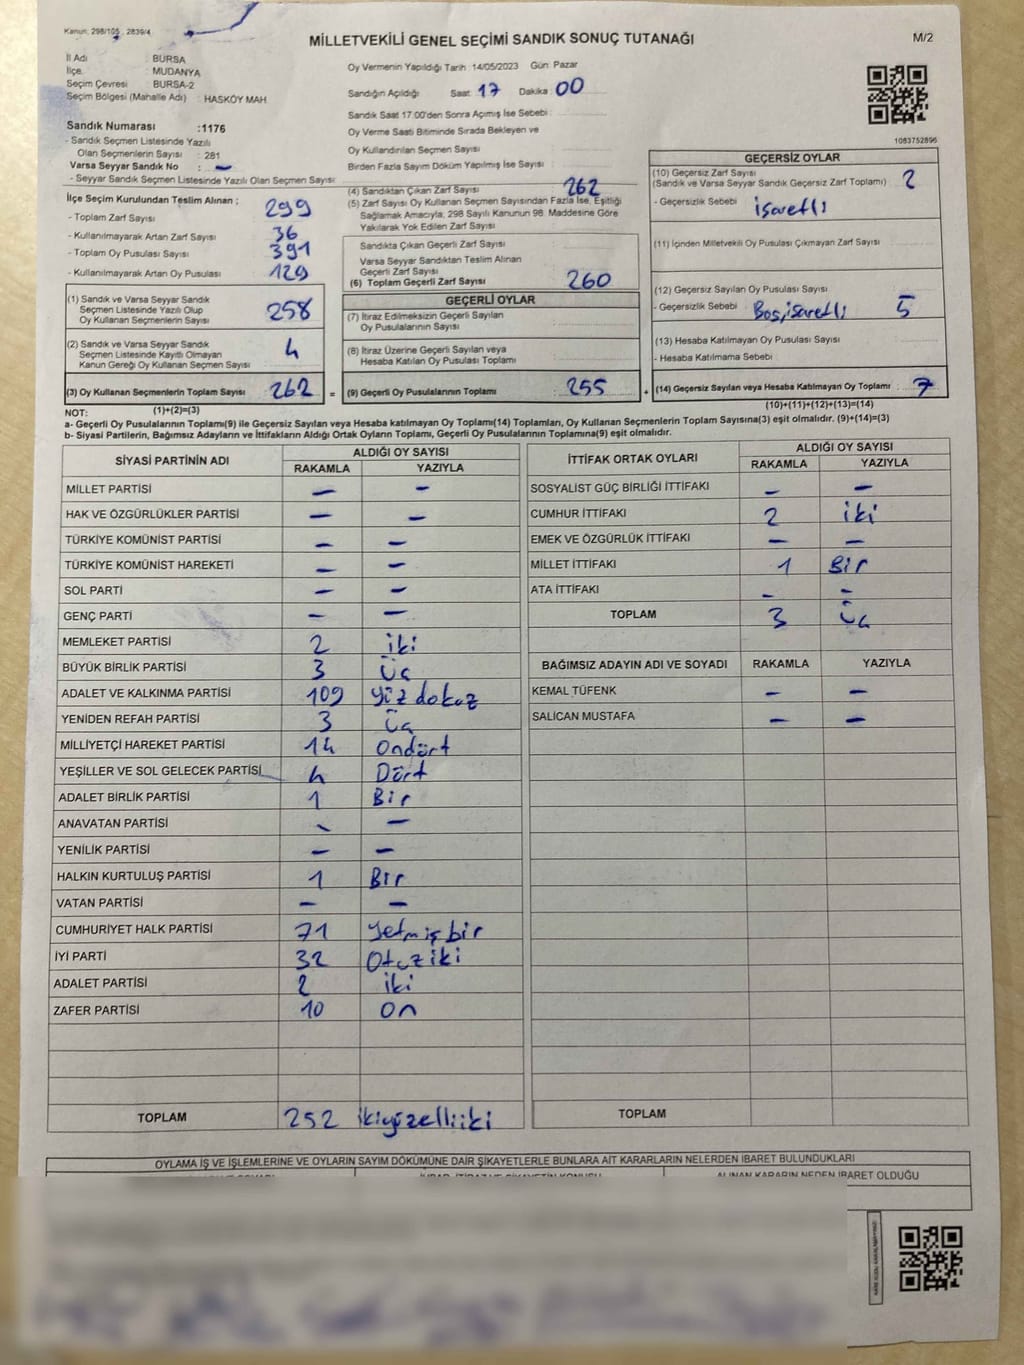 Kanun: 298/105, 2839/4
MİLLETVEKİLİ GENEL SEÇİMİ SANDIK SONUÇ TUTANAĞI
M/2
İl Adı : BURSA
İlçe : MUDANYA
Seçim Çevresi : BURSA-2
Seçim Bölgesi (Mahalle Adı) : HASKÖY MAH.
Sandık Numarası :1176
- Sandık Seçmen Listesinde Yazılı
Olan Seçmenlerin Sayısı : 281
Varsa Seyyar Sandık No : -
- Seyyar Sandık Seçmen Listesinde Yazılı Olan Seçmen Sayısı:
Oy Vermenin Yapıldığı Tarih :14/05/2023 Gün: Pazar
Sandığın Açıldığı Saat: 17 Dakika: 00
Sandık Saat 17:00'den Sonra Açılmış İse Sebebi :
Oy Verme Saati Bitiminde Sırada Bekleyen ve
Oy Kullandırılan Seçmen Sayısı :
Birden Fazla Sayım Döküm Yapılmış İse Sayısı :
1083752896
İlçe Seçim Kurulundan Teslim Alınan ;
- Toplam Zarf Sayısı : 299
- Kullanılmayarak Artan Zarf Sayısı : 36
- Toplam Oy Pusulası Sayısı : 391
- Kullanılmayarak Artan Oy Pusulası : 129
(1) Sandık ve Varsa Seyyar Sandık
Seçmen Listesinde Yazılı Olup
Oy Kullanan Seçmenlerin Sayısı : 258
(2) Sandık ve Varsa Seyyar Sandık
Seçmen Listesinde Kayıtlı Olmayan
Kanun Gereği Oy Kullanan Seçmen Sayısı : 4
(3) Oy Kullanan Seçmenlerin Toplam Sayısı : 262 =
(1)+(2)=(3)
(4) Sandıktan Çıkan Zarf Sayısı : 262
(5) Zarf Sayısı Oy Kullanan Seçmen Sayısından Fazla İse, Eşitliği
Sağlamak Amacıyla, 298 Sayılı Kanunun 98. Maddesine Göre
Yakılarak Yok Edilen Zarf Sayısı :
Sandıkta Çıkan Geçerli Zarf Sayısı :
Varsa Seyyar Sandıktan Teslim Alınan
Geçerli Zarf Sayısı :
(6) Toplam Geçerli Zarf Sayısı : 260
GEÇERLİ OYLAR
(7) İtiraz Edilmeksizin Geçerli Sayılan
Oy Pusulalarının Sayısı :
(8) İtiraz Üzerine Geçerli Sayılan veya
Hesaba Katılan Oy Pusulası Toplamı :
(9) Geçerli Oy Pusulalarının Toplamı : 255 +
GEÇERSİZ OYLAR
(10) Geçersiz Zarf Sayısı
(Sandık ve Varsa Seyyar Sandık Geçersiz Zarf Toplamı) : 2
- Geçersizlik Sebebi : işaretli
(11) İçinden Milletvekili Oy Pusulası Çıkmayan Zarf Sayısı :
(12) Geçersiz Sayılan Oy Pusulası Sayısı :
- Geçersizlik Sebebi : Boş,işaretli 5
(13) Hesaba Katılmayan Oy Pusulası Sayısı :
- Hesaba Katılmama Sebebi :
(14) Geçersiz Sayılan veya Hesaba Katılmayan Oy Toplamı : 7
(10)+(11)+(12)+(13)=(14)
NOT:
a- Geçerli Oy Pusulalarının Toplamı(9) ile Geçersiz Sayılan veya Hesaba katılmayan Oy Toplamı(14) Toplamları, Oy Kullanan Seçmenlerin Toplam Sayısına(3) eşit olmalıdır. (9)+(14)=(3)
b- Siyasi Partilerin, Bağımsız Adayların ve İttifakların Aldığı Ortak Oyların Toplamı, Geçerli Oy Pusulalarının Toplamına(9) eşit olmalıdır.
SİYASİ PARTİNİN ADI ALDIĞI OY SAYISI
RAKAMLA YAZIYLA
MİLLET PARTİSİ - -
HAK VE ÖZGÜRLÜKLER PARTİSİ - -
TÜRKİYE KOMÜNİST PARTİSİ - -
TÜRKİYE KOMÜNİST HAREKETİ - -
SOL PARTİ - -
GENÇ PARTİ - -
MEMLEKET PARTİSİ 2 iki
BÜYÜK BİRLİK PARTİSİ 3 Üç
ADALET VE KALKINMA PARTİSİ 109 Yüz dokuz
YENİDEN REFAH PARTİSİ 3 Üç
MİLLİYETÇİ HAREKET PARTİSİ 14 Ondört
YEŞİLLER VE SOL GELECEK PARTİSİ 4 Dört
ADALET BİRLİK PARTİSİ 1 Bir
ANAVATAN PARTİSİ - -
YENİLİK PARTİSİ - -
HALKIN KURTULUŞ PARTİSİ 1 Bir
VATAN PARTİSİ - -
CUMHURİYET HALK PARTİSİ 71 Yetmiş bir
İYİ PARTİ 32 Otuz iki
ADALET PARTİSİ 2 iki
ZAFER PARTİSİ 10 On
TOPLAM 252 ikiyüzelliiki
İTTİFAK ORTAK OYLARI ALDIĞI OY SAYISI
RAKAMLA YAZIYLA
SOSYALİST GÜÇ BİRLİĞİ İTTİFAKI - -
CUMHUR İTTİFAKI 2 iki
EMEK VE ÖZGÜRLÜK İTTİFAKI - -
MİLLET İTTİFAKI 1 Bir
ATA İTTİFAKI - -
TOPLAM 3 Üç
BAĞIMSIZ ADAYIN ADI VE SOYADI RAKAMLA YAZIYLA
KEMAL TÜFENK - -
SALİCAN MUSTAFA - -
TOPLAM
OYLAMA İŞ VE İŞLEMLERİNE VE OYLARIN SAYIM DÖKÜMÜNE DAİR ŞİKAYETLERLE BUNLARA AİT KARARLARIN NELERDEN İBARET BULUNDUKLARI
ALINAN KARARIN NEDEN İBARET OLDUĞU